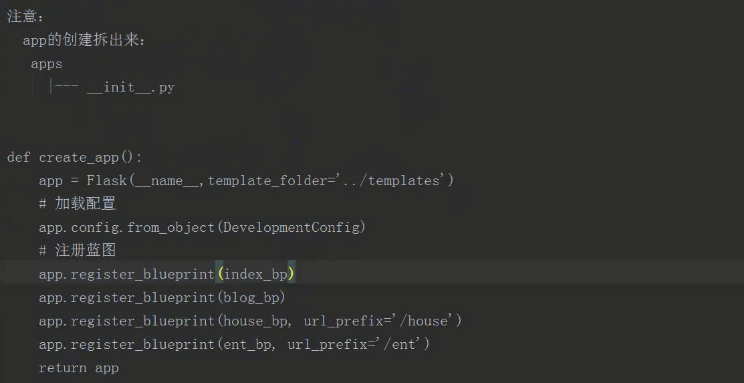 注意:
app的创建拆出来:
apps
|--- __init__.py
def create_app():
app = Flask(__name__,template_folder='../templates')
# 加载配置
app.config.from_object(DevelopmentConfig)
# 注册蓝图
app.register_blueprint(index_bp)
app.register_blueprint(blog_bp)
app.register_blueprint(house_bp, url_prefix='/house')
app.register_blueprint(ent_bp, url_prefix='/ent')
return app